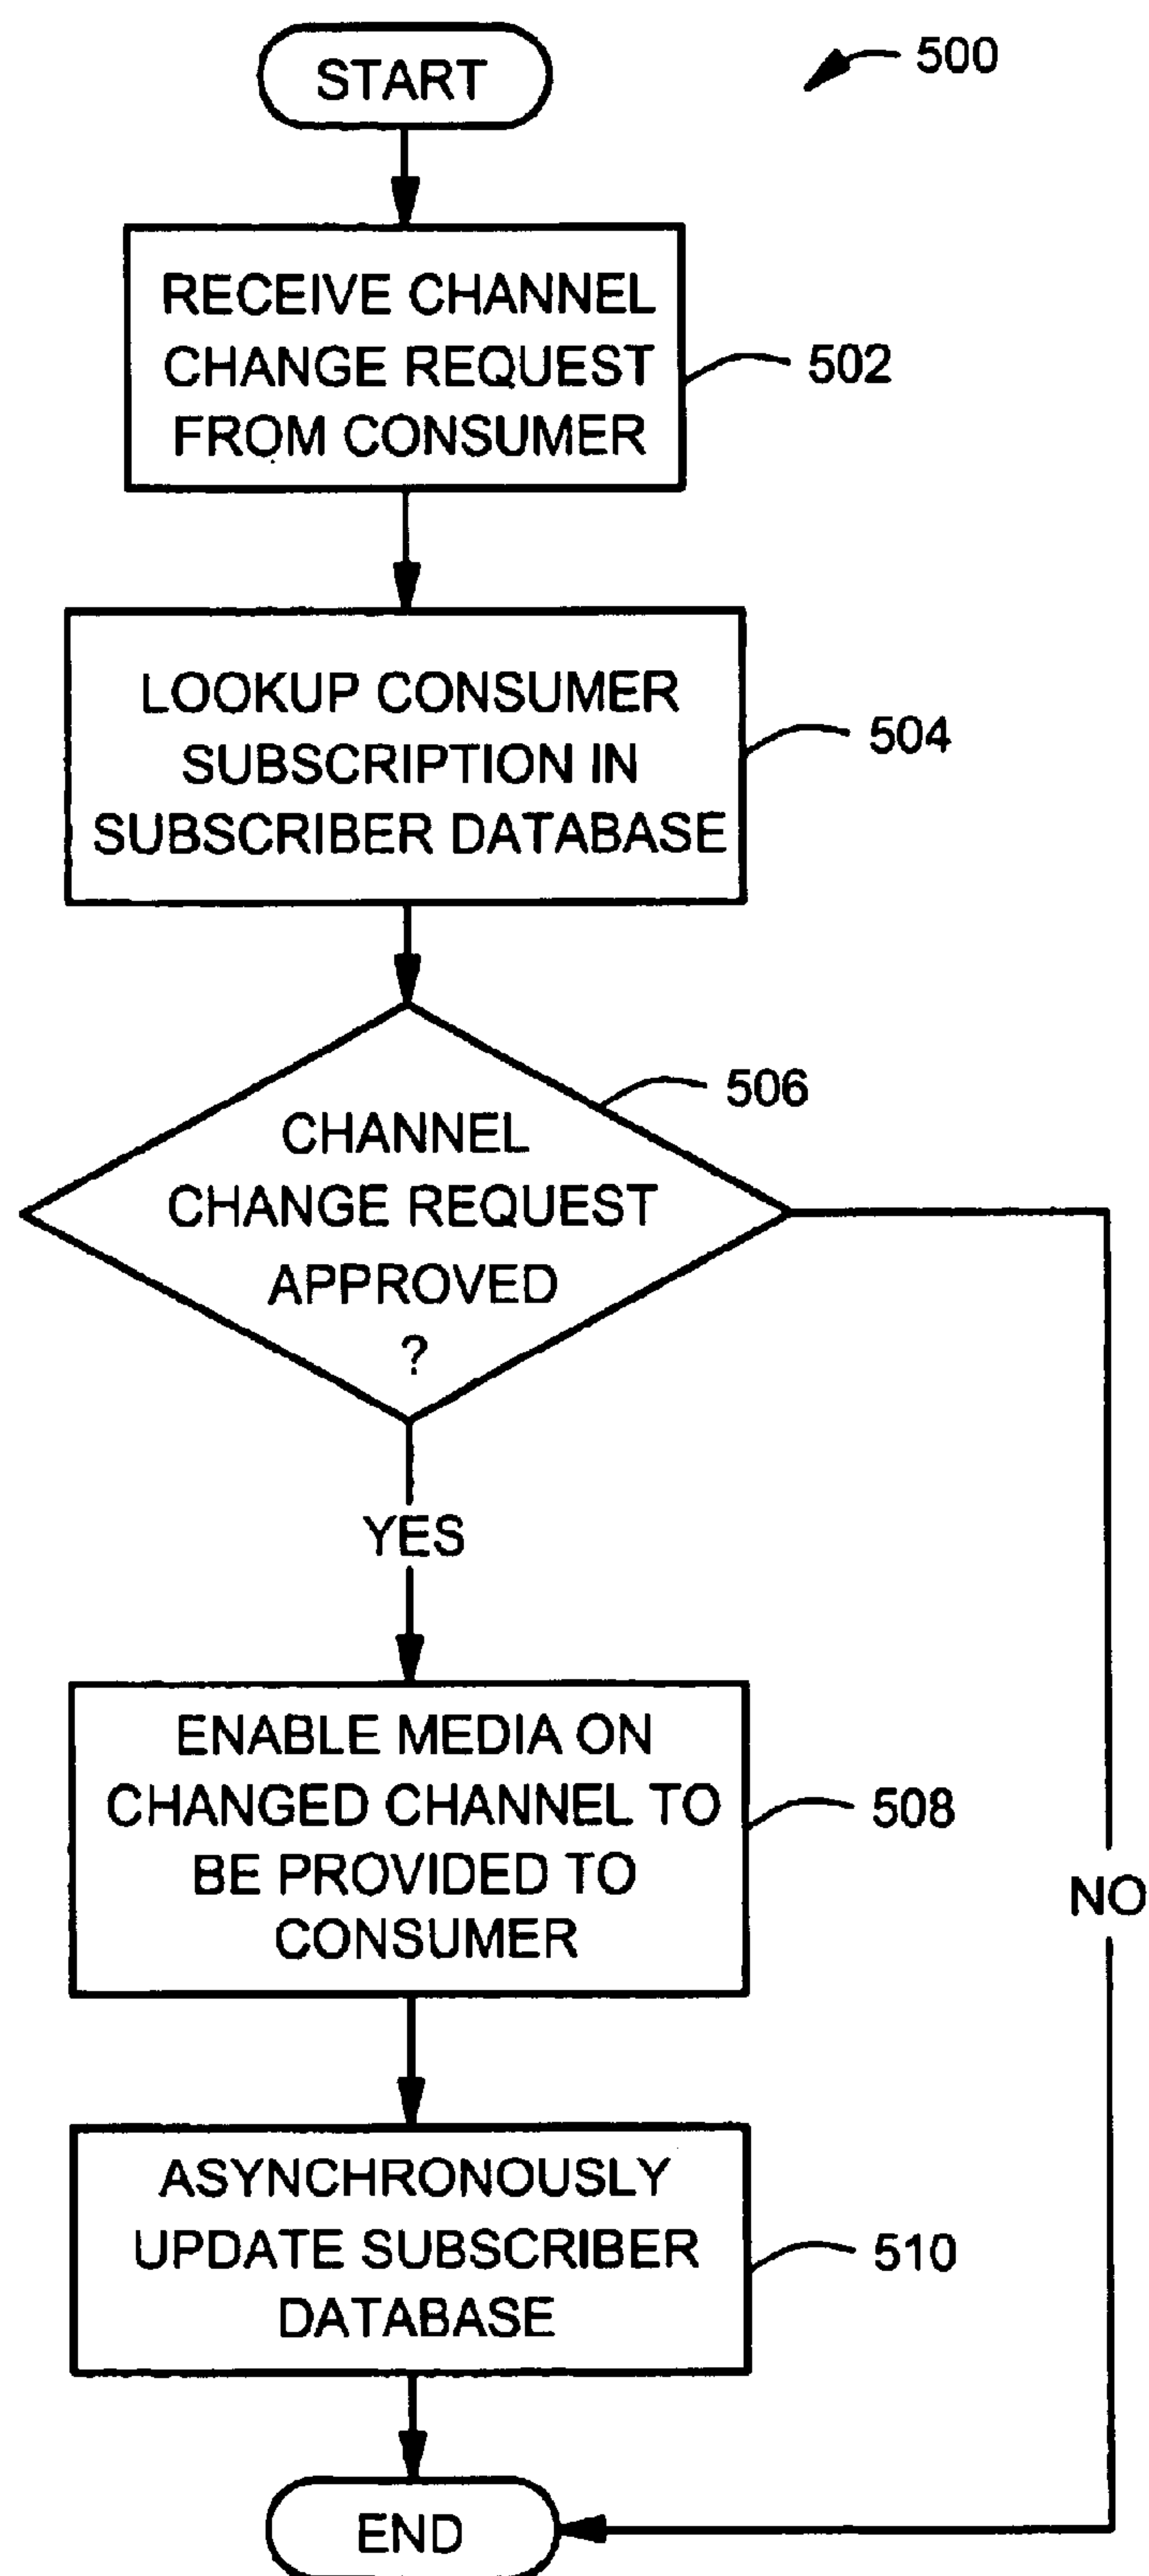 START
500
RECEIVE CHANNEL
CHANGE REQUEST
FROM CONSUMER
502
LOOKUP CONSUMER
SUBSCRIPTION IN
SUBSCRIBER DATABASE
504
CHANNEL
CHANGE REQUEST
APPROVED
?
506
YES
ENABLE MEDIA ON
CHANGED CHANNEL TO
BE PROVIDED TO
CONSUMER
508
NO
ASYNCHRONOUSLY
UPDATE SUBSCRIBER
DATABASE
510
END